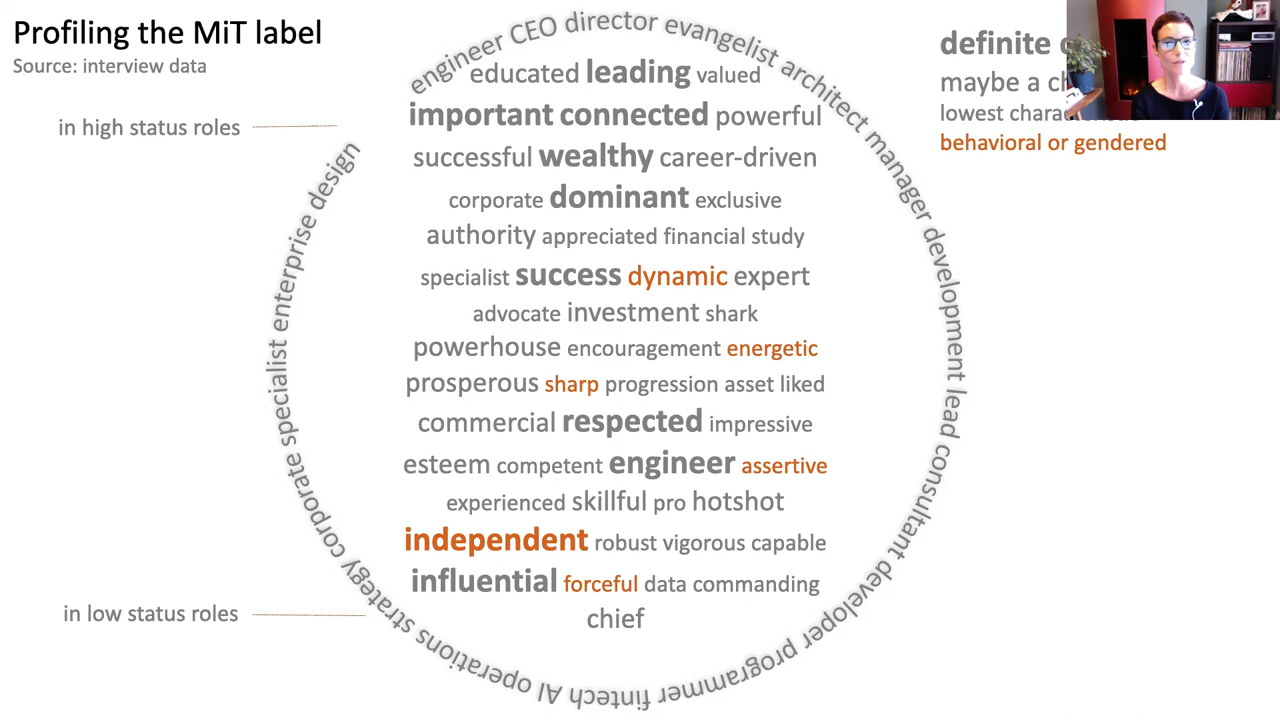 Profiling the MiT label
Source: interview data
engineer CEO director evangelist architect manager development lead consultant developer programmer fintech AI operations strategy corporate specialist enterprise design
in high status roles
in low status roles
educated leading valued
important connected powerful
successful wealthy career-driven
corporate dominant exclusive
authority appreciated financial study
specialist success dynamic expert
advocate investment shark
powerhouse encouragement energetic
prosperous sharp progression asset liked
commercial respected impressive
esteem competent engineer assertive
experienced skillful pro hotshot
independent robust vigorous capable
influential forceful data commanding
chief
definite
maybe a
lowest
behavioral or gendered